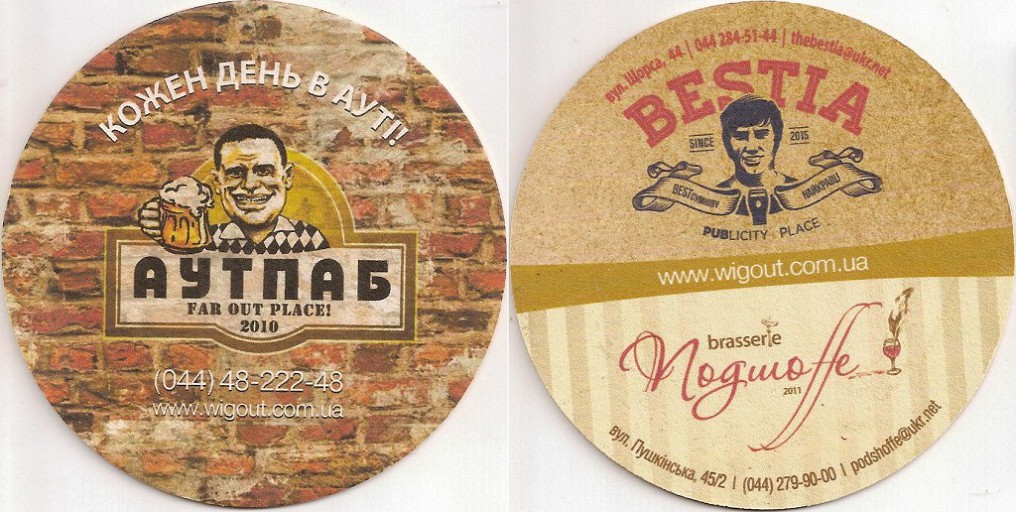 КОЖЕН ДЕНЬ В АУТІ!
АУТПАБ
FAR OUT PLACE!
2010
(044) 48-222-48
www.wigout.com.ua
вул. Щорса, 44 | 044 284-51-44 | thebestia@ukr.net
BESTIA
SINCE 2015
НАЙКРАЩІ
PUBLICITY PLACE
www.wigout.com.ua
brasserie
Подшоffе
2011
вул. Пушкінська, 45/2 | (044) 279-90-00 | podshoffe@ukr.net